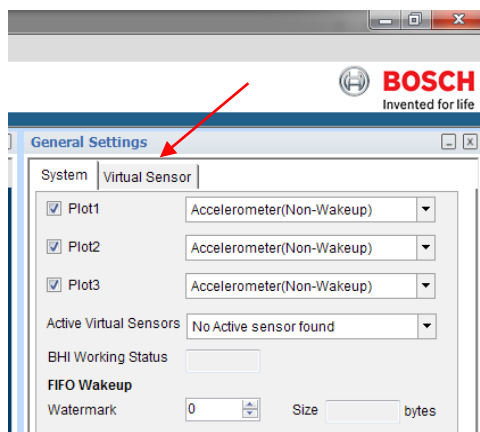 BOSCH
Invented for life
General Settings
System Virtual Sensor
Plot1 Accelerometer(Non-Wakeup)
Plot2 Accelerometer(Non-Wakeup)
Plot3 Accelerometer(Non-Wakeup)
Active Virtual Sensors No Active sensor found
BHI Working Status
FIFO Wakeup
Watermark 0 Size bytes